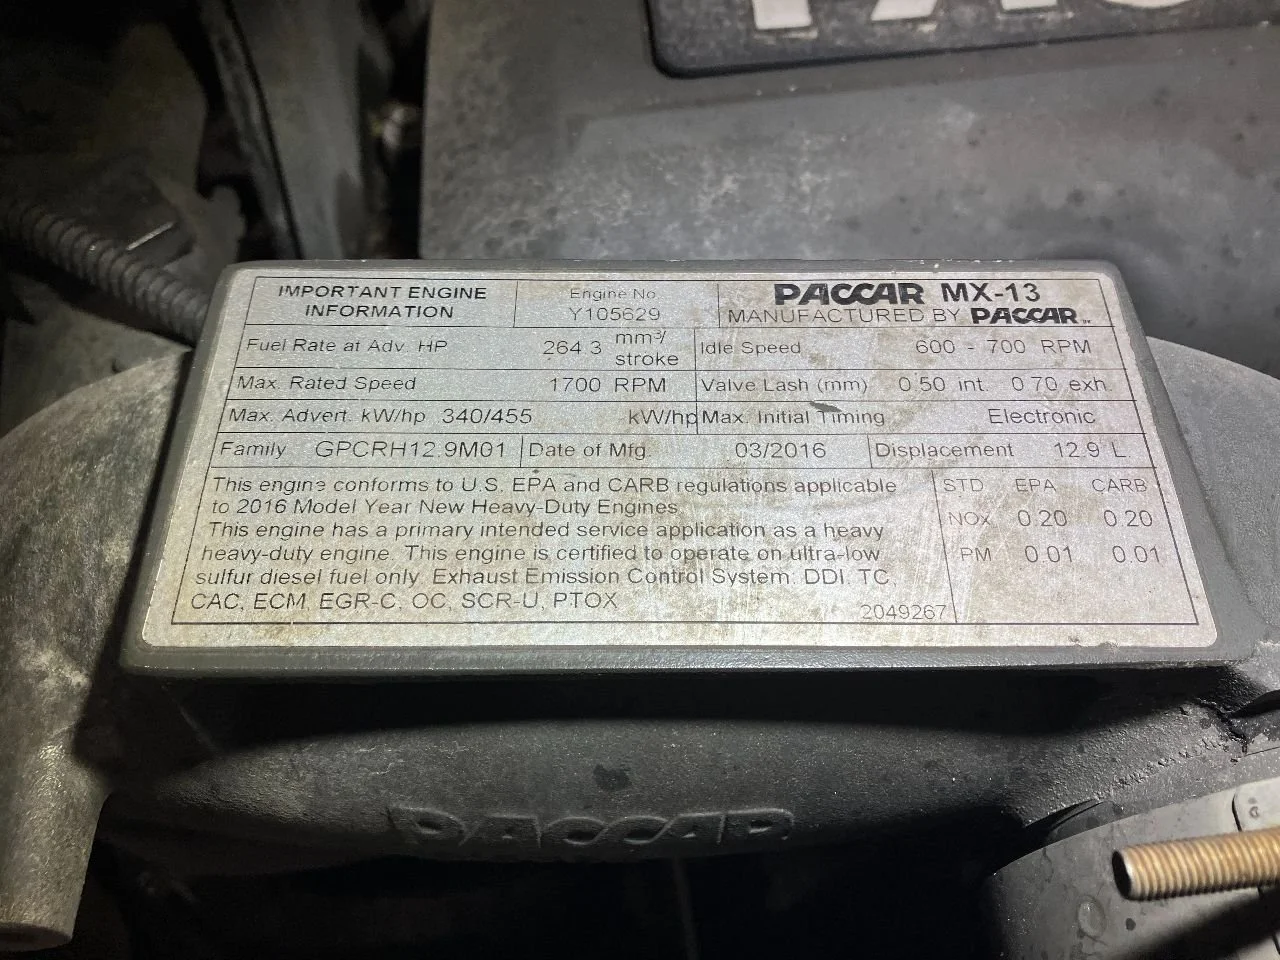 IMPORTANT ENGINE INFORMATION
Engine No.
Y105629
PACCAR MX-13
MANUFACTURED BY PACCAR
Fuel Rate at Adv. HP 264.3 mm³/stroke
Idle Speed 600 - 700 RPM
Max. Rated Speed 1700 RPM
Valve Lash (mm) 0.50 int. 0.70 exh.
Max. Advert. kW/hp 340/455 kW/hp
Max. Initial Timing Electronic
Family GPCRH12.9M01
Date of Mfg. 03/2016
Displacement 12.9 L
This engine conforms to U.S. EPA and CARB regulations applicable
to 2016 Model Year New Heavy-Duty Engines.
This engine has a primary intended service application as a heavy
heavy-duty engine. This engine is certified to operate on ultra-low
sulfur diesel fuel only. Exhaust Emission Control System: DDI, TC,
CAC, ECM, EGR-C, OC, SCR-U, PTOX
2049267
STD EPA CARB
NOX 0.20 0.20
PM 0.01 0.01
PACCAR